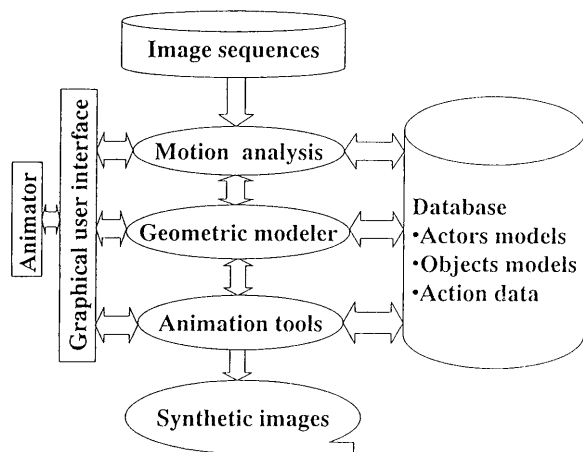 Image sequences
Motion analysis
Geometric modeler
Animation tools
Synthetic images
Graphical user interface
Animator
Database
•Actors models
•Objects models
•Action data